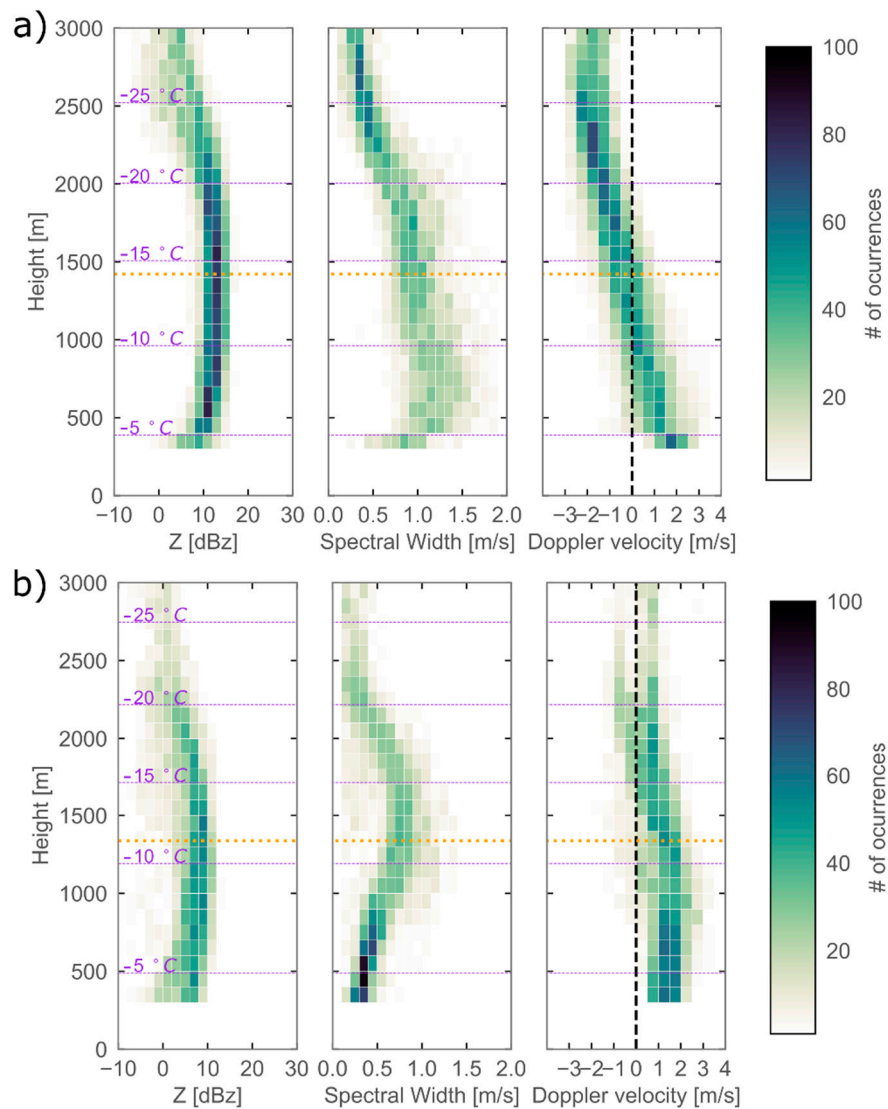 a)
3000
2500
2000
1500
1000
500
0
Height [m]
-25 °C
-20 °C
-15 °C
-10 °C
-5 °C
−10 0 10 20 30
Z [dBz]
0.0 0.5 1.0 1.5 2.0
Spectral Width [m/s]
−3−2−1 0 1 2 3 4
Doppler velocity [m/s]
100
80
60
40
20
# of ocurrences
b)
3000
2500
2000
1500
1000
500
0
Height [m]
-25 °C
-20 °C
-15 °C
-10 °C
-5 °C
−10 0 10 20 30
Z [dBz]
0.0 0.5 1.0 1.5 2.0
Spectral Width [m/s]
−3−2−1 0 1 2 3 4
Doppler velocity [m/s]
100
80
60
40
20
# of ocurrences